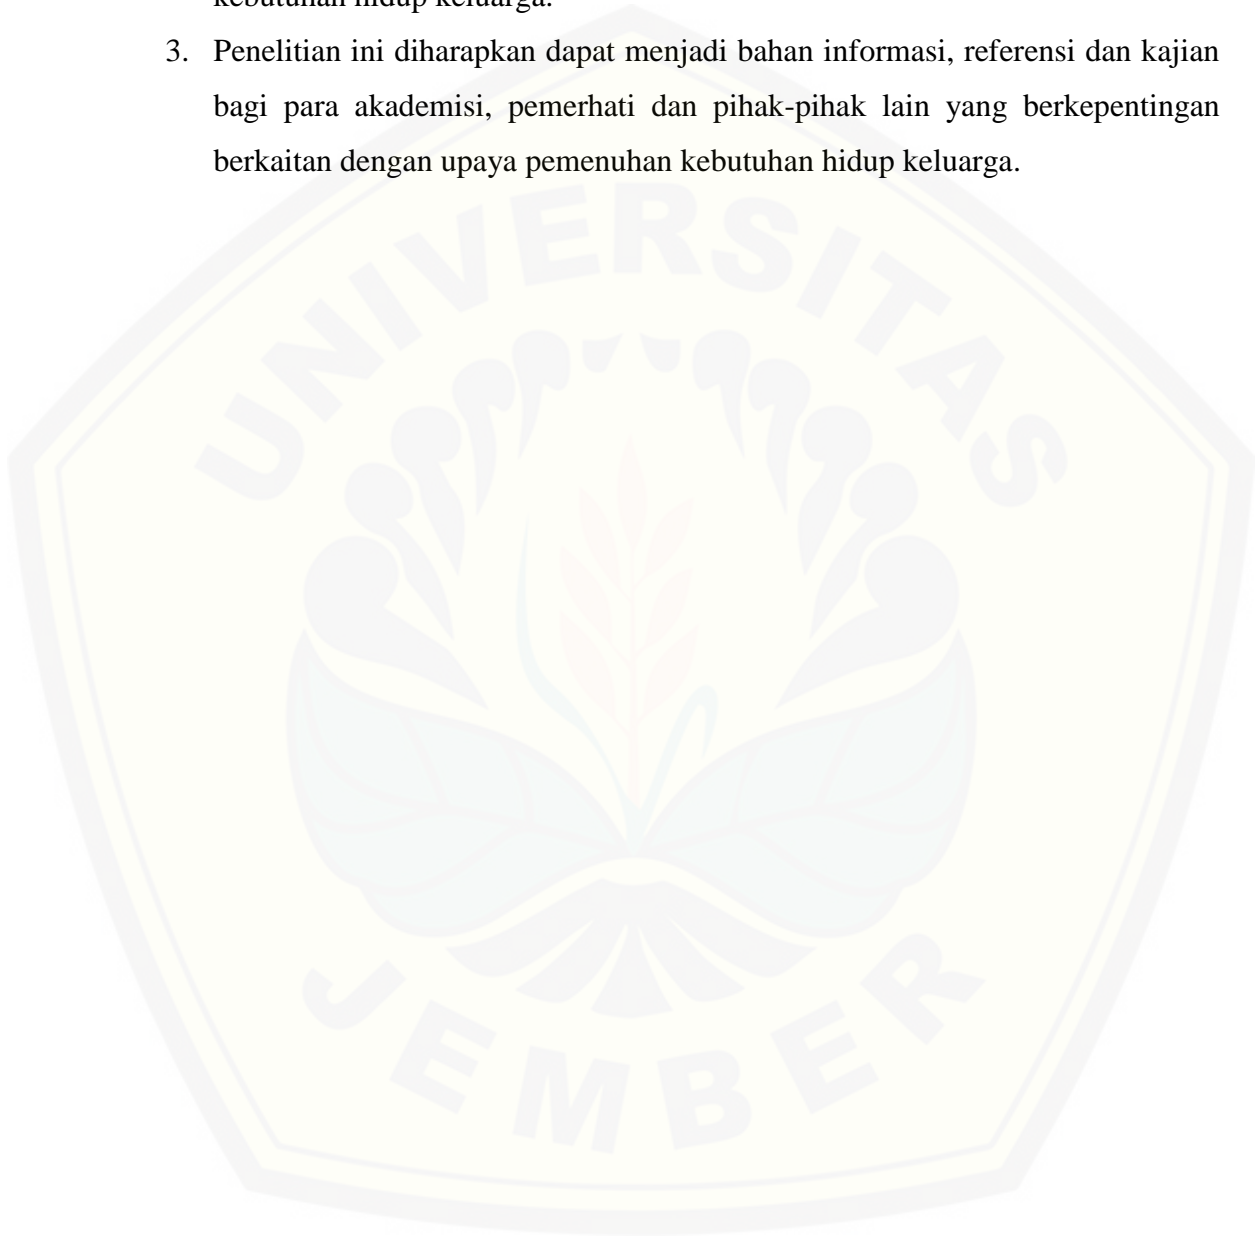 kebutuhan hidup keluarga.
3. Penelitian ini diharapkan dapat menjadi bahan informasi, referensi dan kajian
bagi para akademisi, pemerhati dan pihak-pihak lain yang berkepentingan
berkaitan dengan upaya pemenuhan kebutuhan hidup keluarga.
UNIVERSITAS
JEMBER